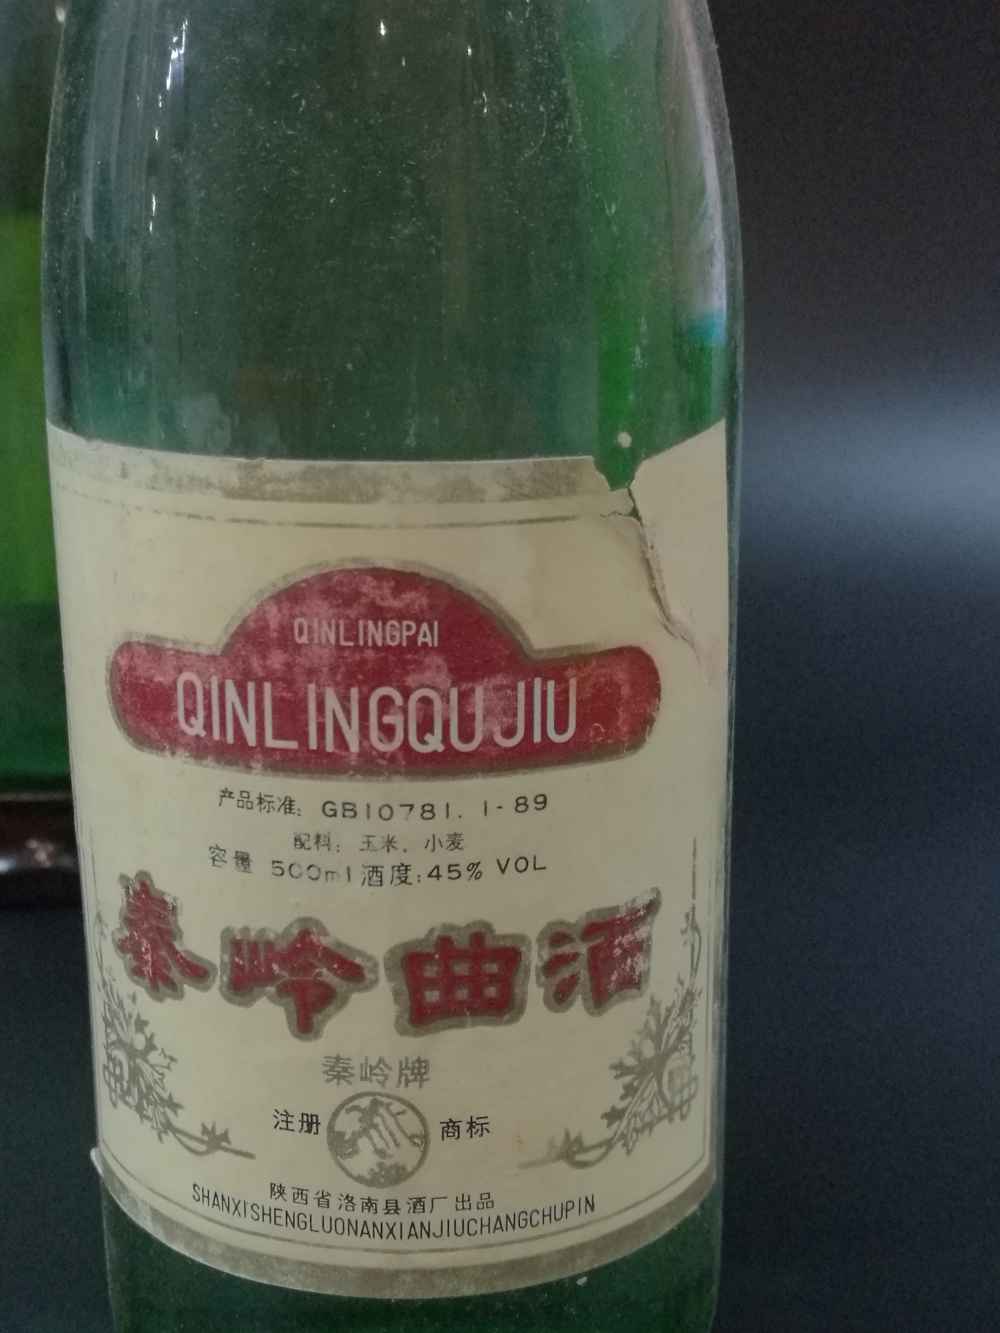 QINLINGPAI
QINLINGQUJIU
产品标准：GB10781.1-89
配料：玉米、小麦
容量 500ml 酒度：45% VOL
秦岭曲酒
秦岭牌
注册 商标
陕西省洛南县酒厂出品
SHANXISHENGLUONANXIANJIUCHANGCHUPIN